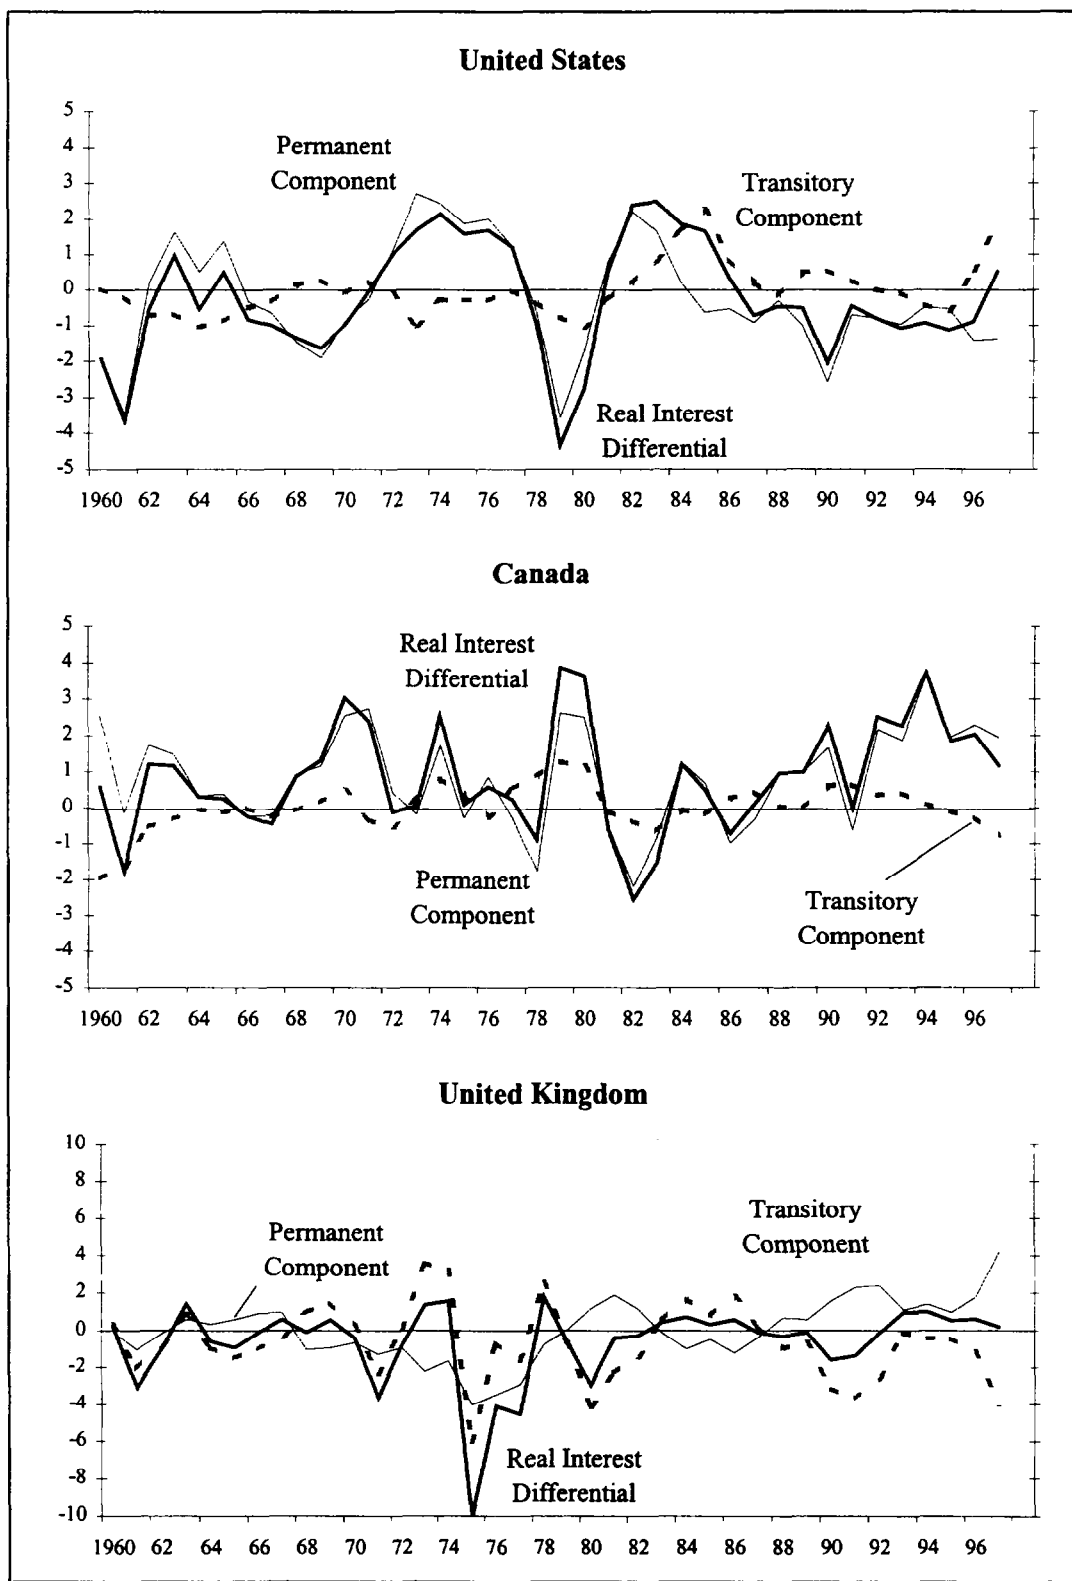 United States
5
4
3
2
1
0
-1
-2
-3
-4
-5
Permanent
Component
Transitory
Component
Real Interest
Differential
1960 62 64 66 68 70 72 74 76 78 80 82 84 86 88 90 92 94 96
Canada
5
4
3
2
1
0
-1
-2
-3
-4
-5
Real Interest
Differential
Permanent
Component
Transitory
Component
1960 62 64 66 68 70 72 74 76 78 80 82 84 86 88 90 92 94 96
United Kingdom
10
8
6
4
2
0
-2
-4
-6
-8
-10
Permanent
Component
Transitory
Component
Real Interest
Differential
1960 62 64 66 68 70 72 74 76 78 80 82 84 86 88 90 92 94 96